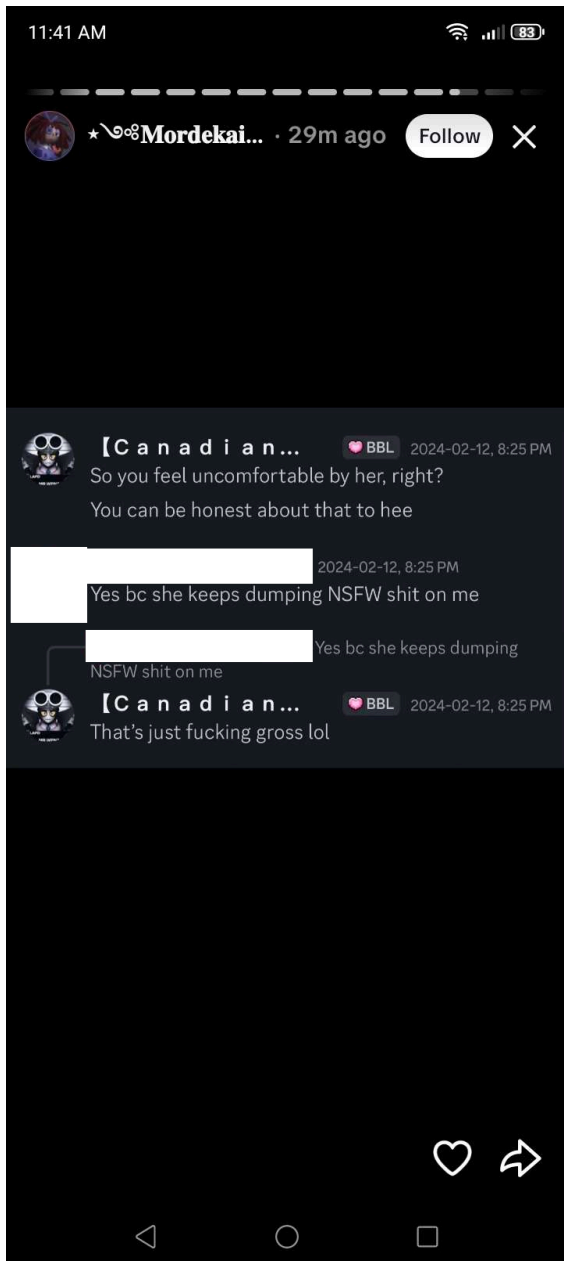 11:41 AM
83
⋆༺𓆩Mordekai... · 29m ago
Follow
【Ｃａｎａｄｉａｎ...
BBL
2024-02-12, 8:25 PM
So you feel uncomfortable by her, right?
You can be honest about that to hee
2024-02-12, 8:25 PM
Yes bc she keeps dumping NSFW shit on me
Yes bc she keeps dumping
NSFW shit on me
【Ｃａｎａｄｉａｎ...
BBL
2024-02-12, 8:25 PM
That's just fucking gross lol